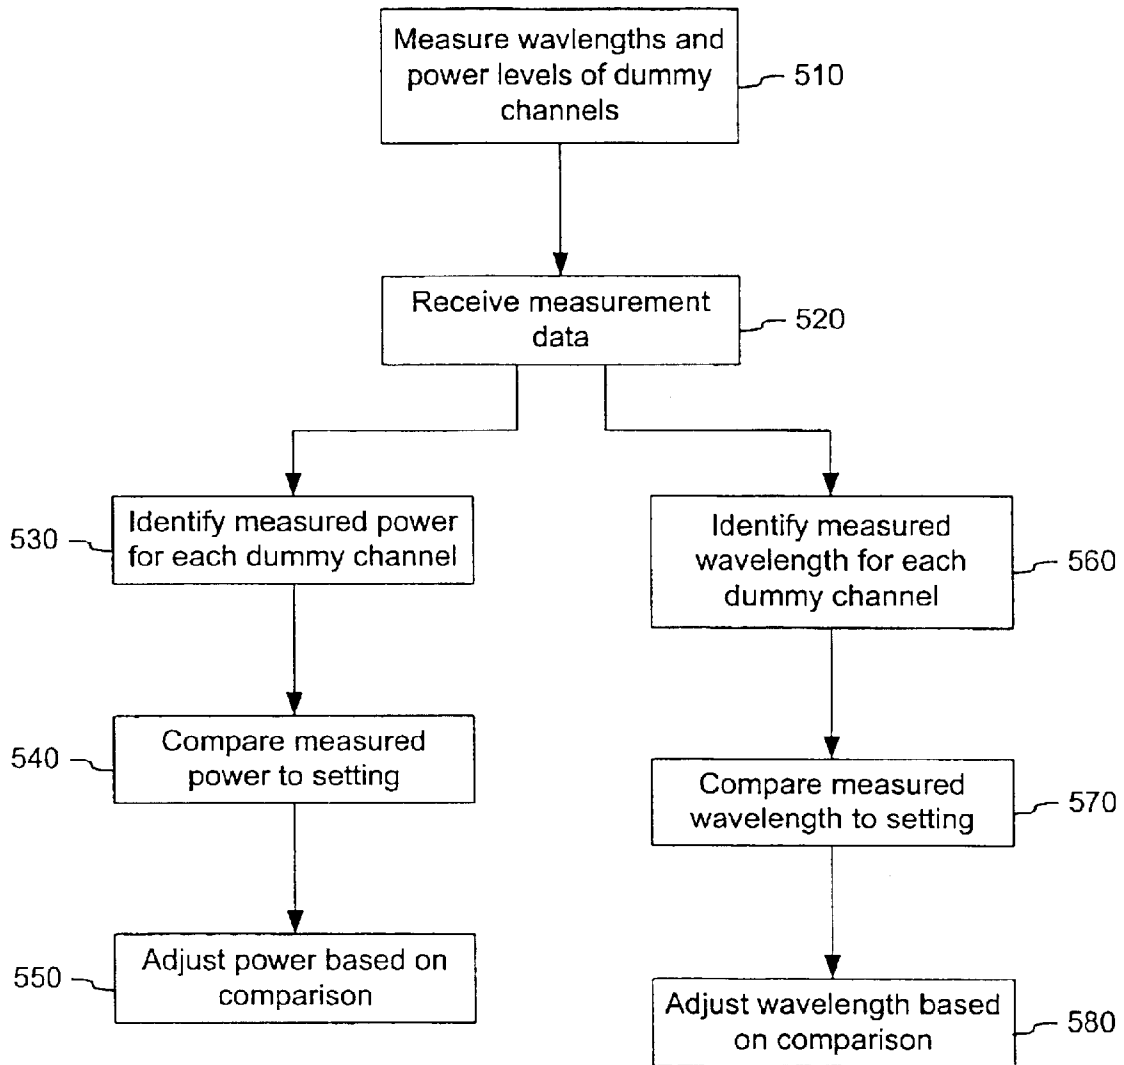 Measure wavlengths and
power levels of dummy
channels
510
Receive measurement
data
520
530
Identify measured power
for each dummy channel
Identify measured
wavelength for each
dummy channel
560
540
Compare measured
power to setting
Compare measured
wavelength to setting
570
550
Adjust power based on
comparison
Adjust wavelength based
on comparison
580